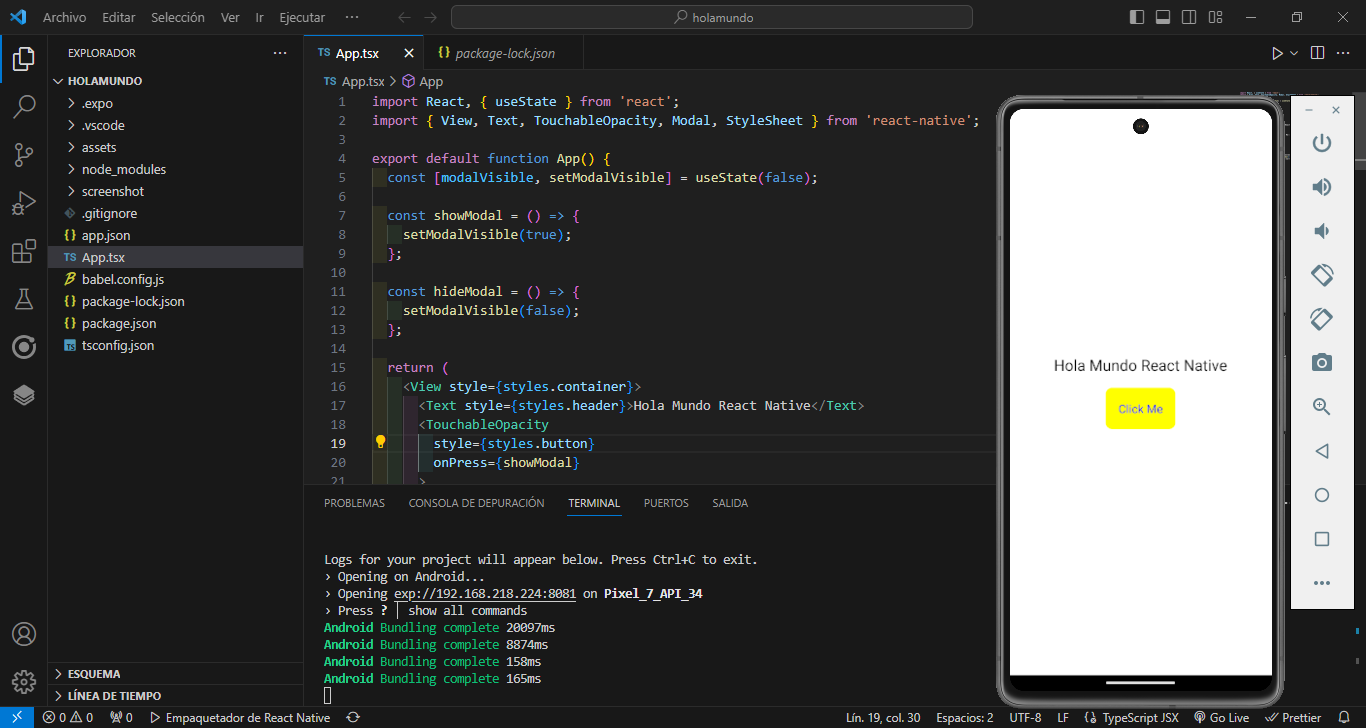 Archivo Editar Selección Ver Ir Ejecutar ··· holamundo
EXPLORADOR ···
HOLAMUNDO
.expo
.vscode
assets
node_modules
screenshot
.gitignore
{} app.json
TS App.tsx
babel.config.js
{} package-lock.json
{} package.json
TS tsconfig.json
ESQUEMA
LÍNEA DE TIEMPO
TS App.tsx {} package-lock.json
TS App.tsx > App
1 import React, { useState } from 'react';
2 import { View, Text, TouchableOpacity, Modal, StyleSheet } from 'react-native';
3
4 export default function App() {
5 const [modalVisible, setModalVisible] = useState(false);
6
7 const showModal = () => {
8 setModalVisible(true);
9 };
10
11 const hideModal = () => {
12 setModalVisible(false);
13 };
14
15 return (
16 <View style={styles.container}>
17 <Text style={styles.header}>Hola Mundo React Native</Text>
18 <TouchableOpacity
19 style={styles.button}
20 onPress={showModal}
21 >
PROBLEMAS CONSOLA DE DEPURACIÓN TERMINAL PUERTOS SALIDA
Logs for your project will appear below. Press Ctrl+C to exit.
› Opening on Android...
› Opening exp://192.168.218.224:8081 on Pixel_7_API_34
› Press ? │ show all commands
Android Bundling complete 20097ms
Android Bundling complete 8874ms
Android Bundling complete 158ms
Android Bundling complete 165ms
Hola Mundo React Native
Click Me
0 0 0 Empaquetador de React Native Lín. 19, col. 30 Espacios: 2 UTF-8 LF {} TypeScript JSX Go Live Prettier